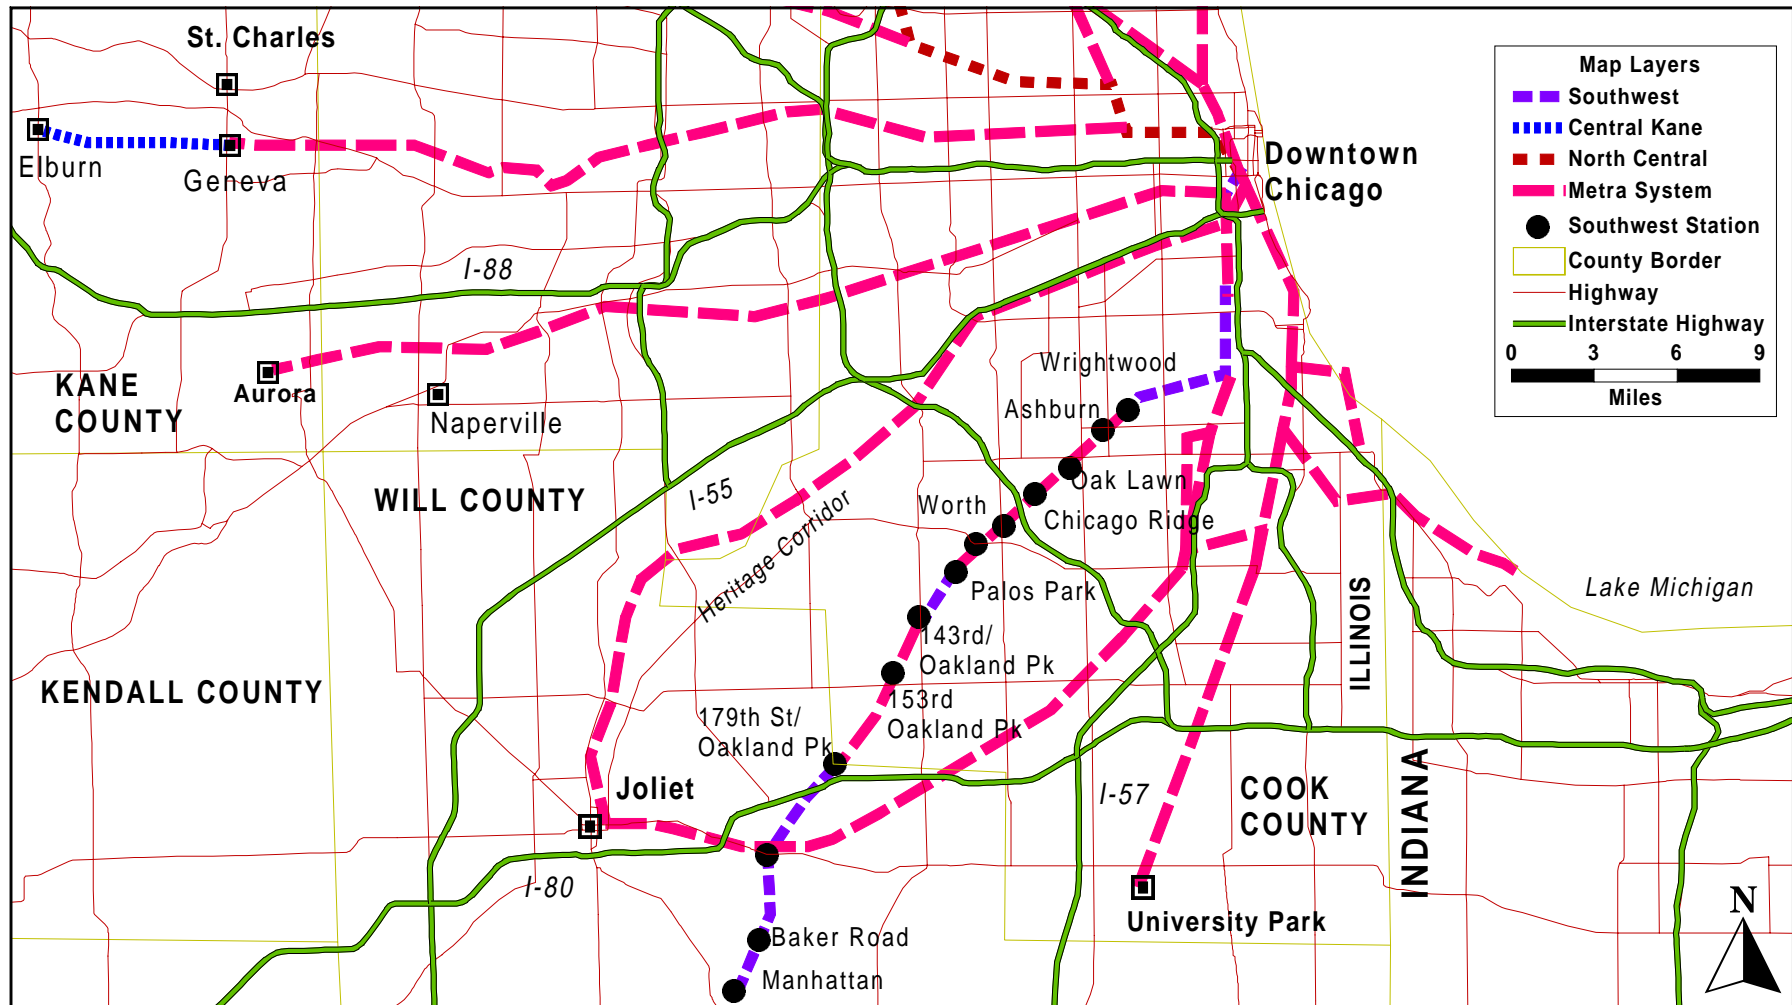 St. Charles
Elburn
Geneva
Downtown
Chicago
Map Layers
Southwest
Central Kane
North Central
Metra System
Southwest Station
County Border
Highway
Interstate Highway
0 3 6 9
Miles
I-88
KANE
COUNTY
Aurora
Naperville
Wrightwood
Ashburn
WILL COUNTY
I-55
Heritage Corridor
Oak Lawn
Worth
Chicago Ridge
Palos Park
Lake Michigan
ILLINOIS
143rd/
Oakland Pk
KENDALL COUNTY
153rd
Oakland Pk
179th St/
Oakland Pk
Joliet
I-57
COOK
COUNTY
INDIANA
I-80
University Park
N
Baker Road
Manhattan